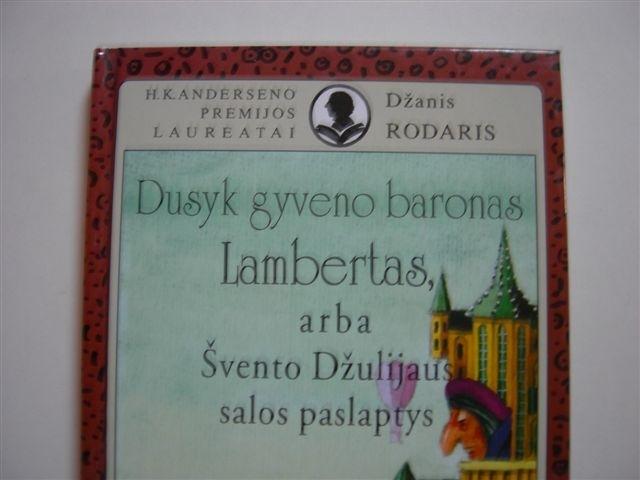 H.K.ANDERSENO
PREMIJOS
LAUREATAI
Džanis
RODARIS
Dusyk gyveno baronas
Lambertas,
arba
Švento Džulijaus
salos paslaptys